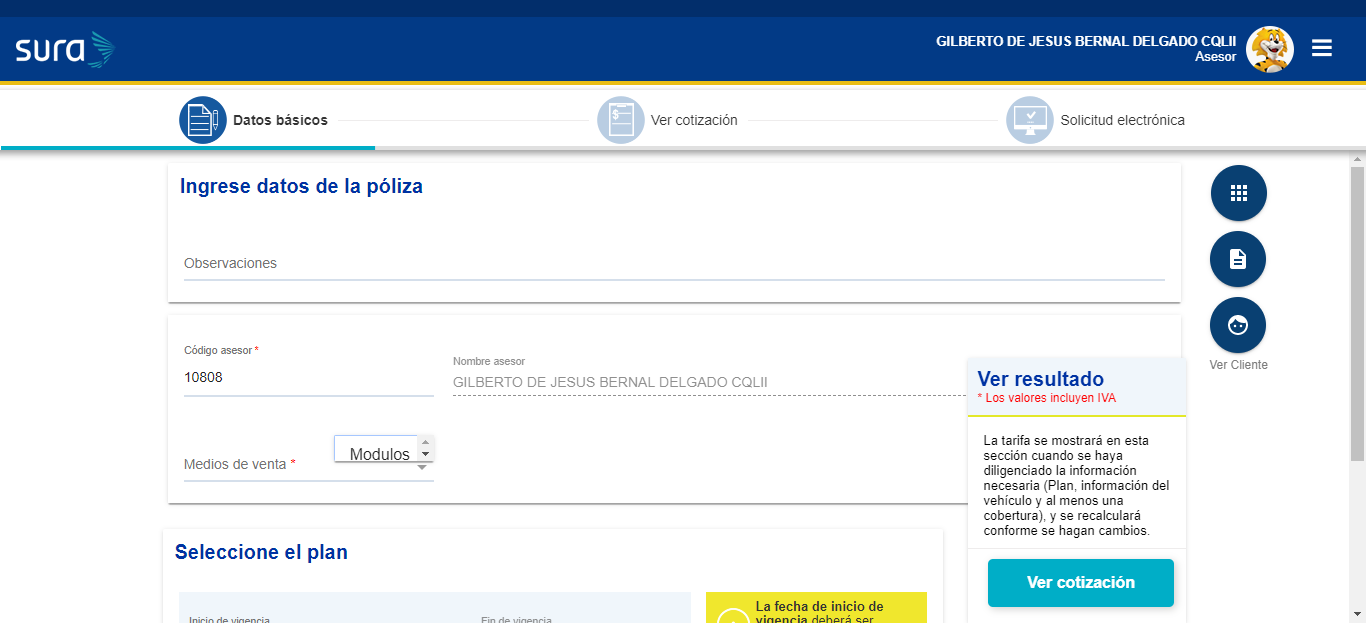 sura
GILBERTO DE JESUS BERNAL DELGADO CQLII
Asesor
Datos básicos
Ver cotización
Solicitud electrónica
Ingrese datos de la póliza
Observaciones
Código asesor *
10808
Nombre asesor
GILBERTO DE JESUS BERNAL DELGADO CQLII
Medios de venta *
Modulos
Ver Cliente
Ver resultado
* Los valores incluyen IVA
La tarifa se mostrará en esta
sección cuando se haya
diligenciado la información
necesaria (Plan, información del
vehículo y al menos una
cobertura), y se recalculará
conforme se hagan cambios.
Ver cotización
Seleccione el plan
Inicio de vigencia
Fin de vigencia
La fecha de inicio de
vigencia deberá ser